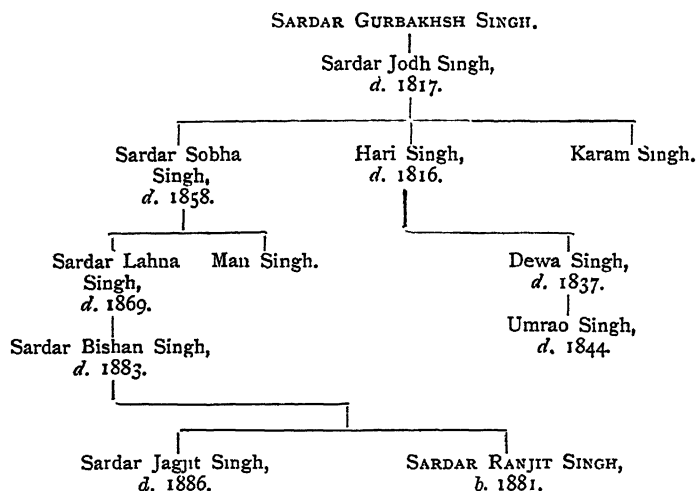 SARDAR GURBAKHSH SINGH.
Sardar Jodh Singh,
d. 1817.
Sardar Sobha
Singh,
d. 1858.
Hari Singh,
d. 1816.
Karam Singh.
Sardar Lahna
Singh,
d. 1869.
Man Singh.
Dewa Singh,
d. 1837.
Umrao Singh,
d. 1844.
Sardar Bishan Singh,
d. 1883.
Sardar Jagjit Singh,
d. 1886.
SARDAR RANJIT SINGH,
b. 1881.